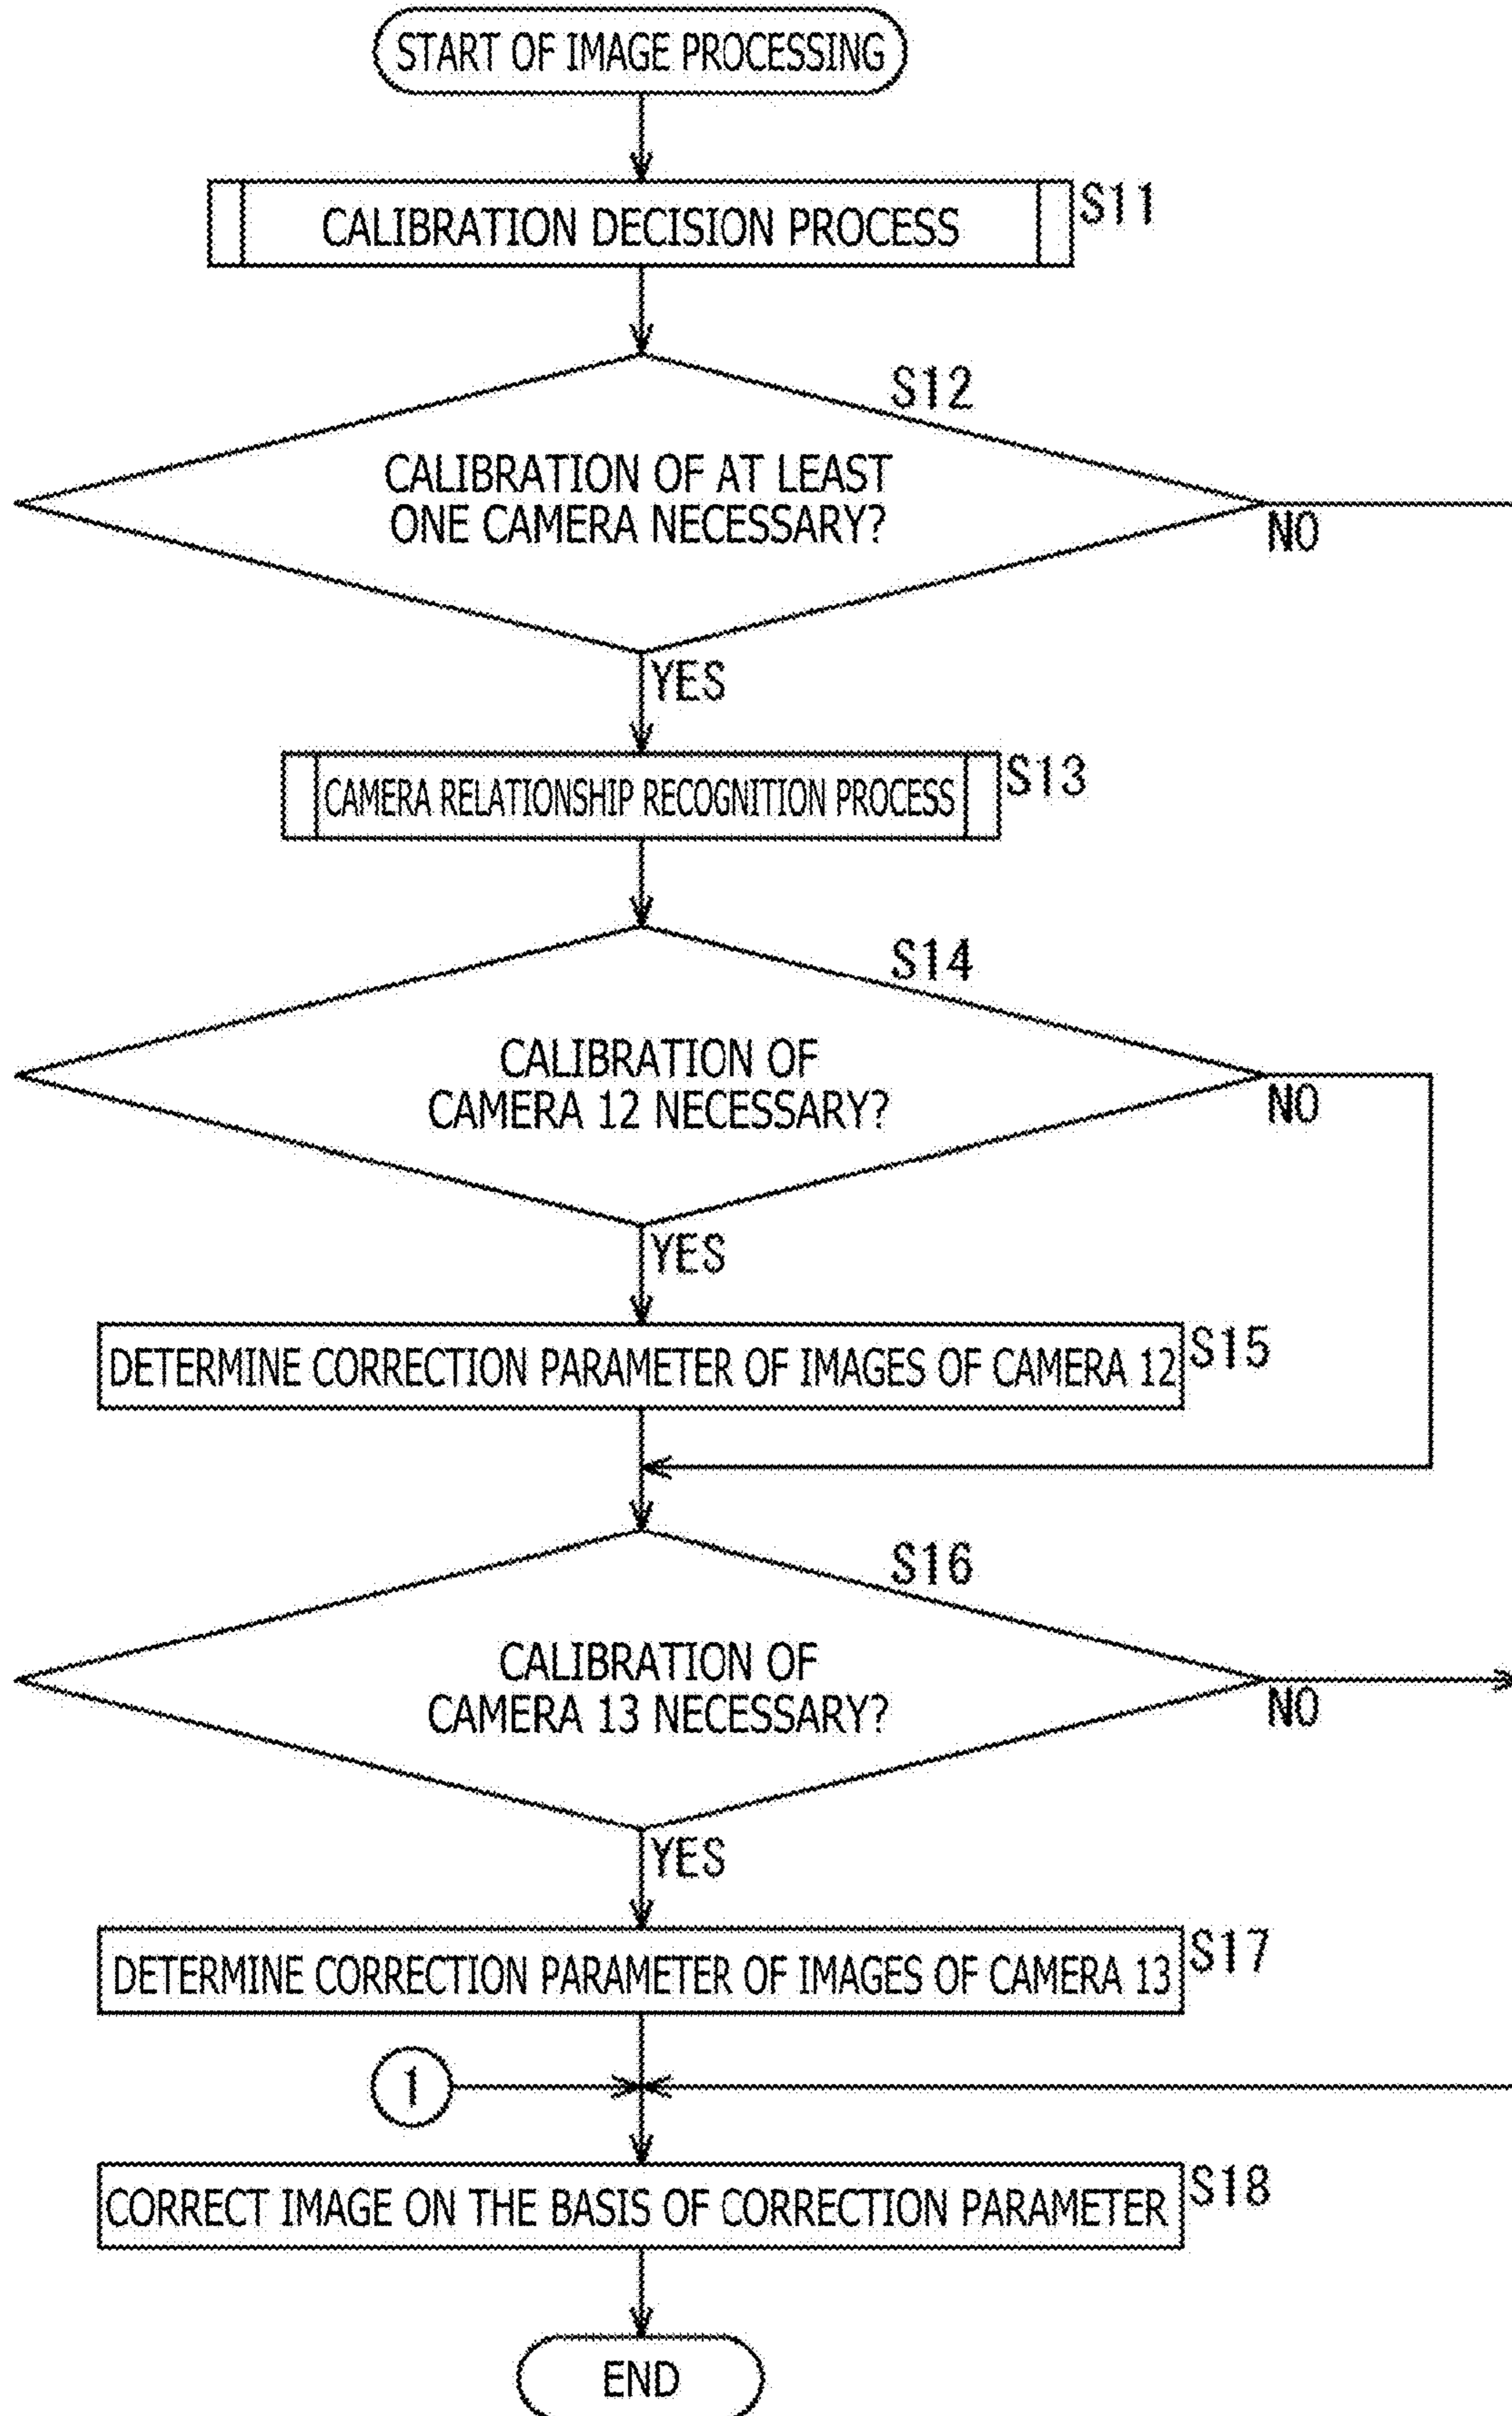 START OF IMAGE PROCESSING
CALIBRATION DECISION PROCESS
S11
S12
CALIBRATION OF AT LEAST
ONE CAMERA NECESSARY?
NO
YES
CAMERA RELATIONSHIP RECOGNITION PROCESS
S13
S14
CALIBRATION OF
CAMERA 12 NECESSARY?
NO
YES
DETERMINE CORRECTION PARAMETER OF IMAGES OF CAMERA 12
S15
S16
CALIBRATION OF
CAMERA 13 NECESSARY?
NO
YES
DETERMINE CORRECTION PARAMETER OF IMAGES OF CAMERA 13
S17
1
CORRECT IMAGE ON THE BASIS OF CORRECTION PARAMETER
S18
END